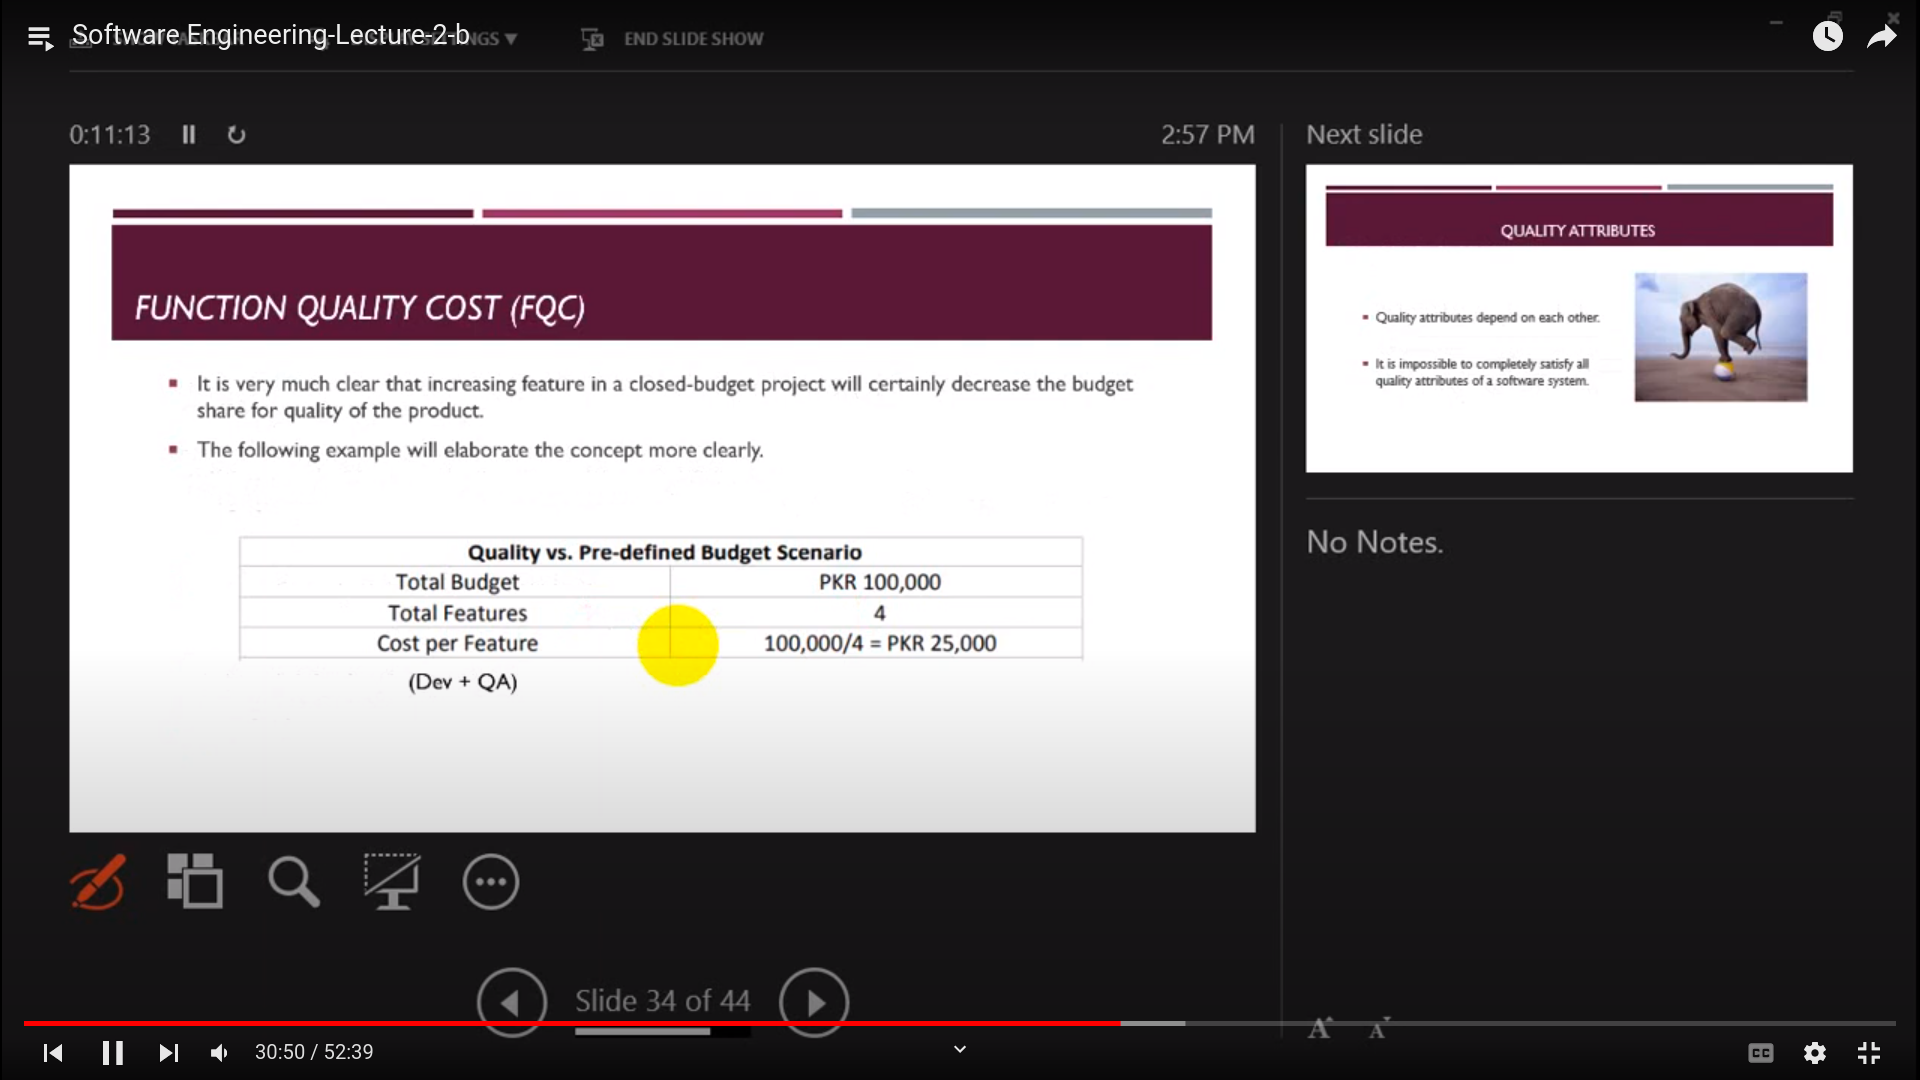 Software Engineering-Lecture-2-b
END SLIDE SHOW
0:11:13
2:57 PM
Next slide
FUNCTION QUALITY COST (FQC)
It is very much clear that increasing feature in a closed-budget project will certainly decrease the budget
share for quality of the product.
The following example will elaborate the concept more clearly.
Quality vs. Pre-defined Budget Scenario
Total Budget PKR 100,000
Total Features 4
Cost per Feature 100,000/4 = PKR 25,000
(Dev + QA)
QUALITY ATTRIBUTES
Quality attributes depend on each other.
It is impossible to completely satisfy all
quality attributes of a software system.
No Notes.
Slide 34 of 44
A A
30:50 / 52:39
CC